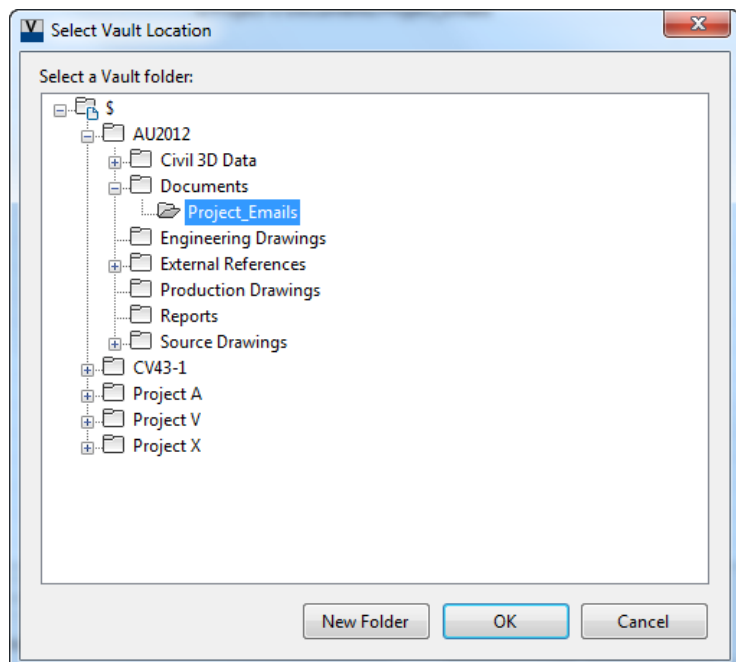 V Select Vault Location X
Select a Vault folder:
$
AU2012
Civil 3D Data
Documents
Project_Emails
Engineering Drawings
External References
Production Drawings
Reports
Source Drawings
CV43-1
Project A
Project V
Project X
New Folder OK Cancel